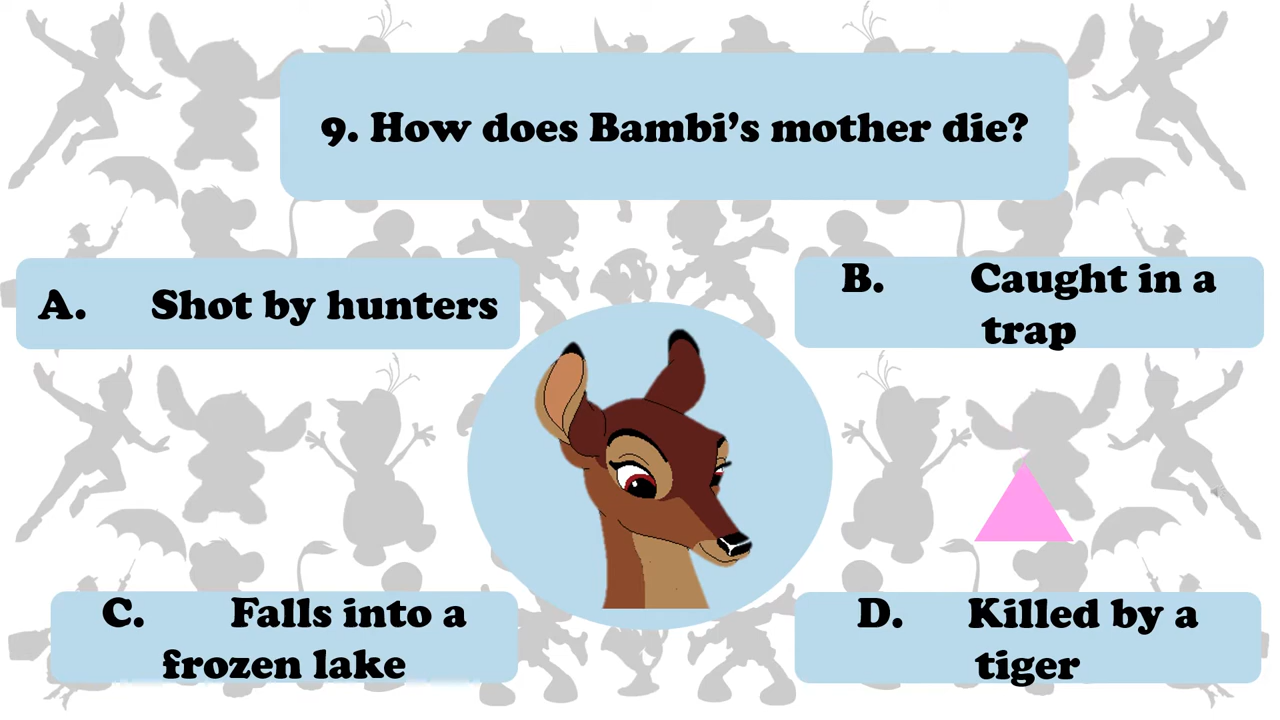 9. How does Bambi’s mother die?
A. Shot by hunters
B. Caught in a
trap
C. Falls into a
frozen lake
D. Killed by a
tiger